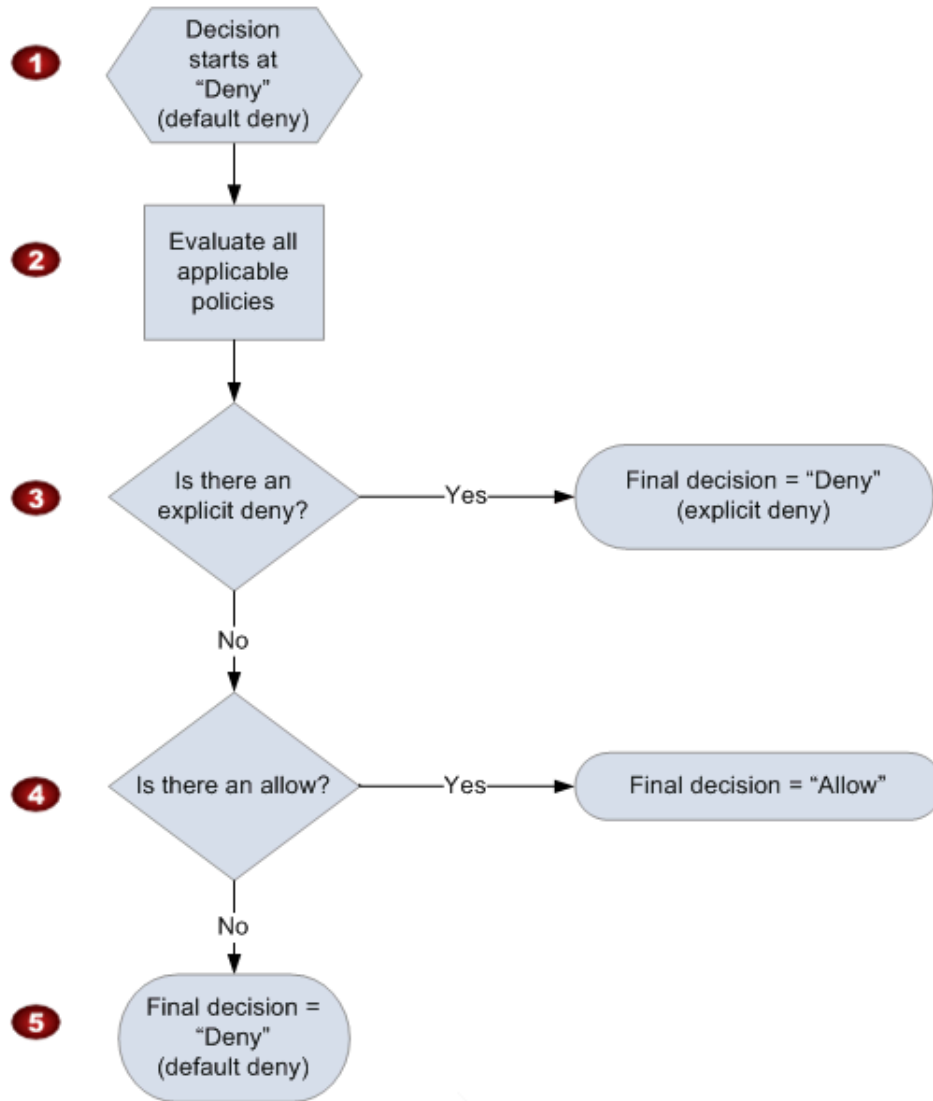 1
Decision
starts at
“Deny”
(default deny)
2
Evaluate all
applicable
policies
3
Is there an
explicit deny?
Yes
Final decision = “Deny”
(explicit deny)
No
4
Is there an allow?
Yes
Final decision = “Allow”
No
5
Final decision =
“Deny”
(default deny)